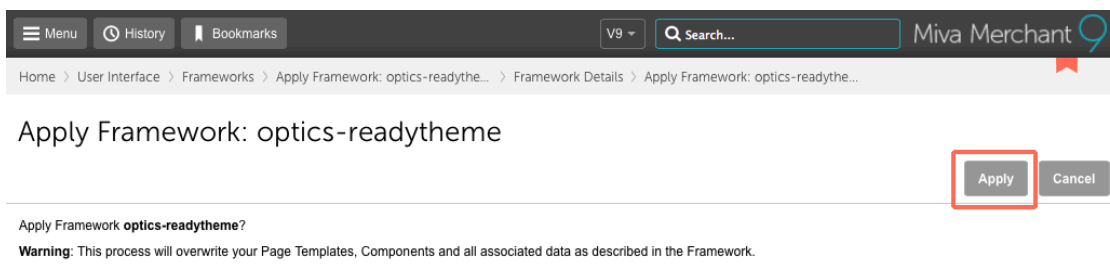 Menu History Bookmarks V9 Search... Miva Merchant 9
Home > User Interface > Frameworks > Apply Framework: optics-readythe... > Framework Details > Apply Framework: optics-readythe...
Apply Framework: optics-readytheme
Apply Cancel
Apply Framework optics-readytheme?
Warning: This process will overwrite your Page Templates, Components and all associated data as described in the Framework.